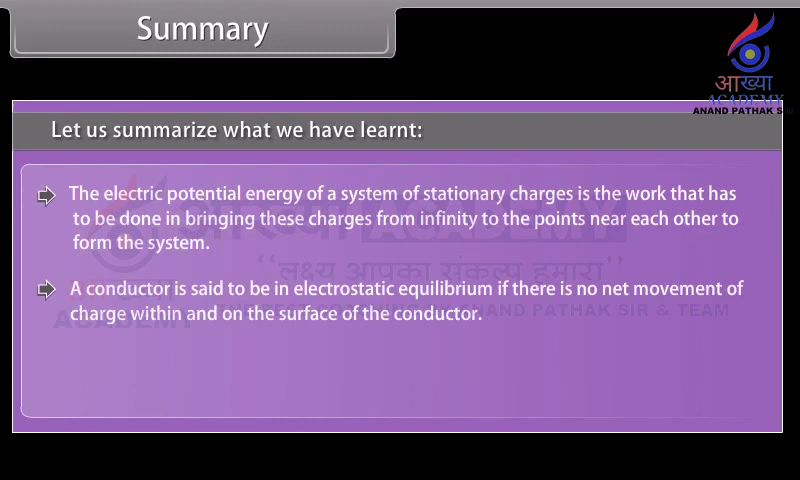 Summary
आख्या
ACADEMY
ANAND PATHAK SIR
Let us summarize what we have learnt:
The electric potential energy of a system of stationary charges is the work that has
to be done in bringing these charges from infinity to the points near each other to
form the system.
आख्या ACADEMY
‘‘लक्ष्य आपका संकल्प हमारा’’
A conductor is said to be in electrostatic equilibrium if there is no net movement of
charge within and on the surface of the conductor.
ACADEMY
ANAND PATHAK SIR & TEAM